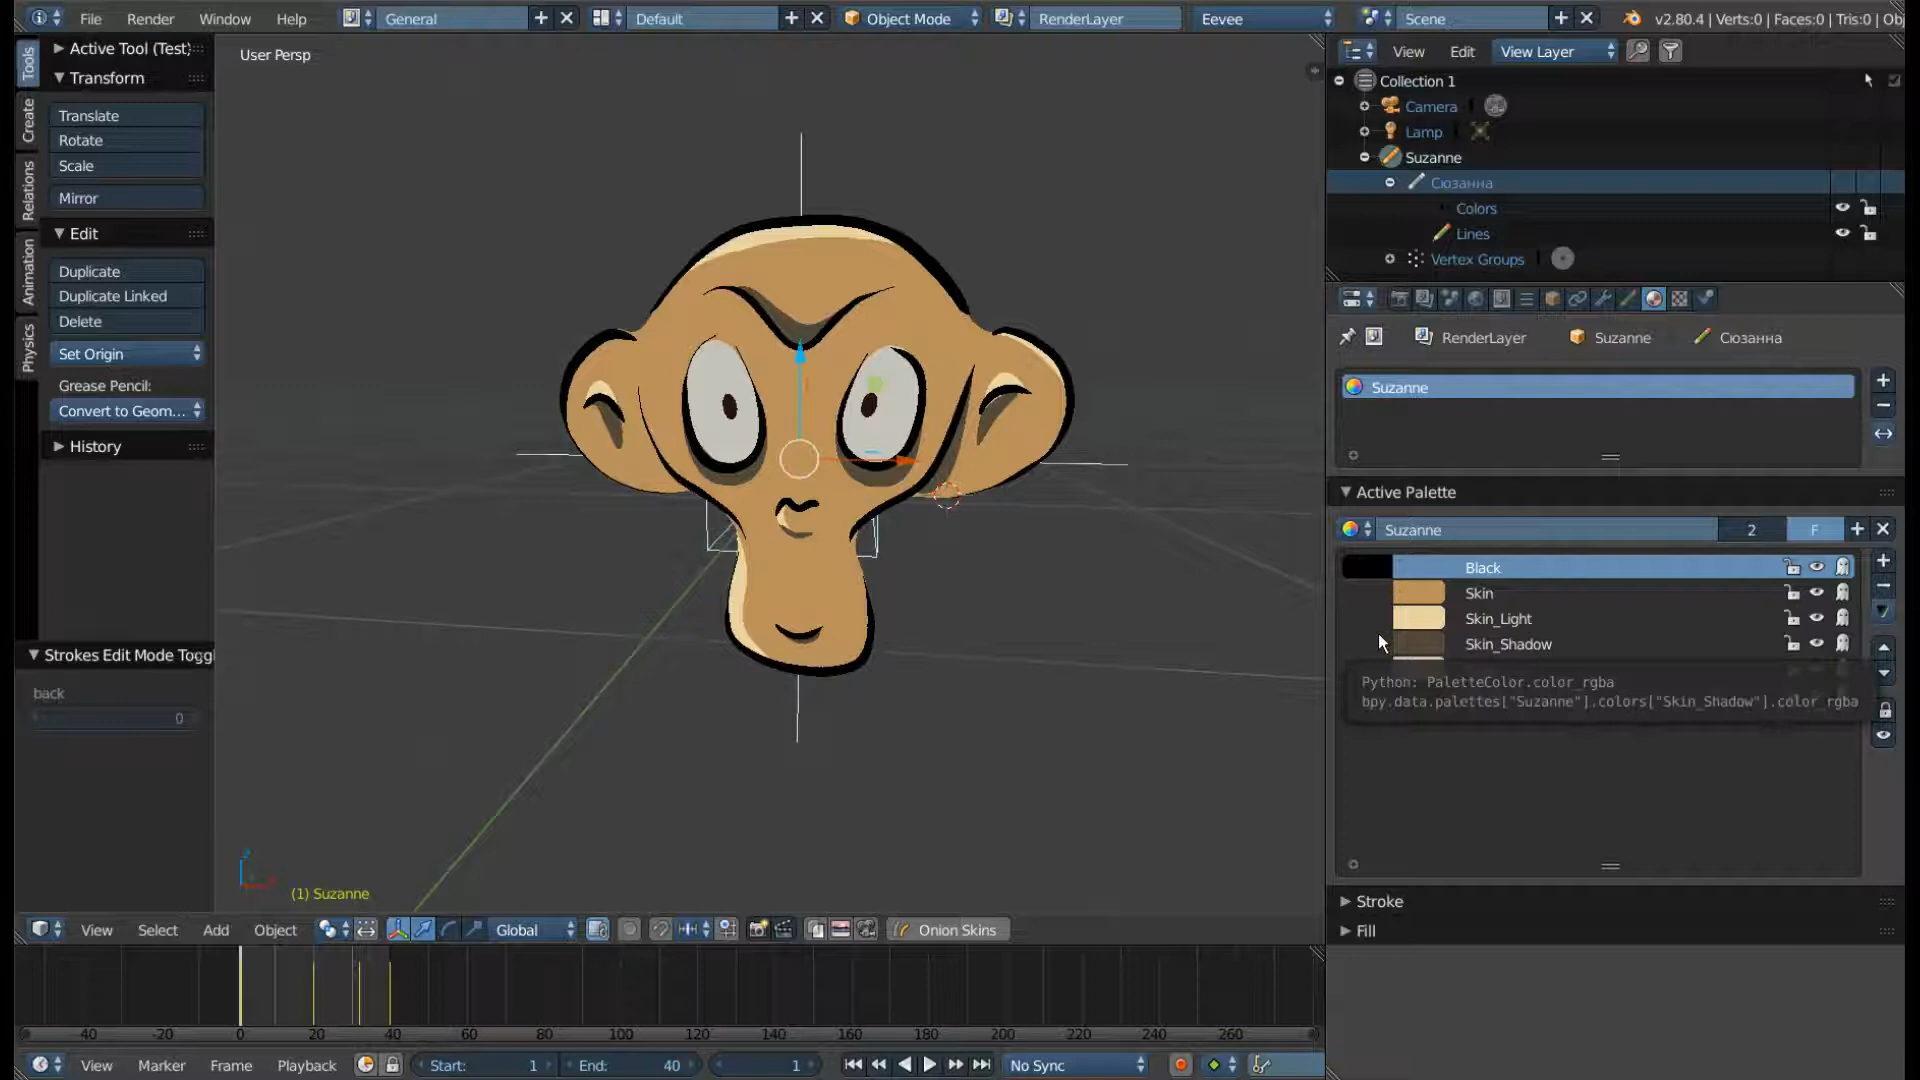 File Render Window Help General Default Object Mode RenderLayer Eevee Scene v2.80.4 | Verts:0 | Faces:0 | Tris:0 | Obj
Tools
Create
Relations
Animation
Physics
Active Tool (Test)
Transform
Translate
Rotate
Scale
Mirror
Edit
Duplicate
Duplicate Linked
Delete
Set Origin
Grease Pencil:
Convert to Geom...
History
Strokes Edit Mode Toggl
back
0
User Persp
(1) Suzanne
View Select Add Object Global Onion Skins
-20 0 20 40 60 80 100 120 140 160 180 200 220 240 260
View Marker Frame Playback Start: 1 End: 40 1 No Sync
View Edit View Layer
Collection 1
Camera
Lamp
Suzanne
Сюзанна
Colors
Lines
Vertex Groups
RenderLayer Suzanne Сюзанна
Suzanne
Active Palette
Suzanne 2 F
Black
Skin
Skin_Light
Skin_Shadow
Python: PaletteColor.color_rgba
bpy.data.palettes["Suzanne"].colors["Skin_Shadow"].color_rgba
Stroke
Fill